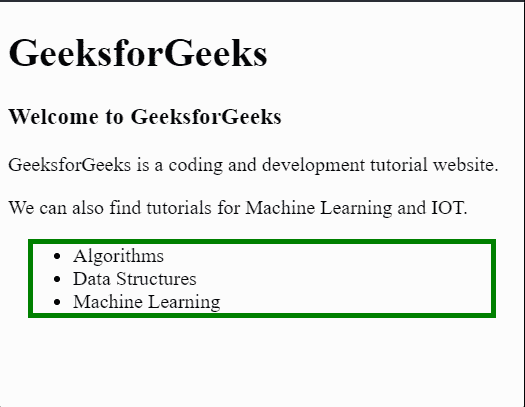 GeeksforGeeks
Welcome to GeeksforGeeks
GeeksforGeeks is a coding and development tutorial website.
We can also find tutorials for Machine Learning and IOT.
• Algorithms
• Data Structures
• Machine Learning